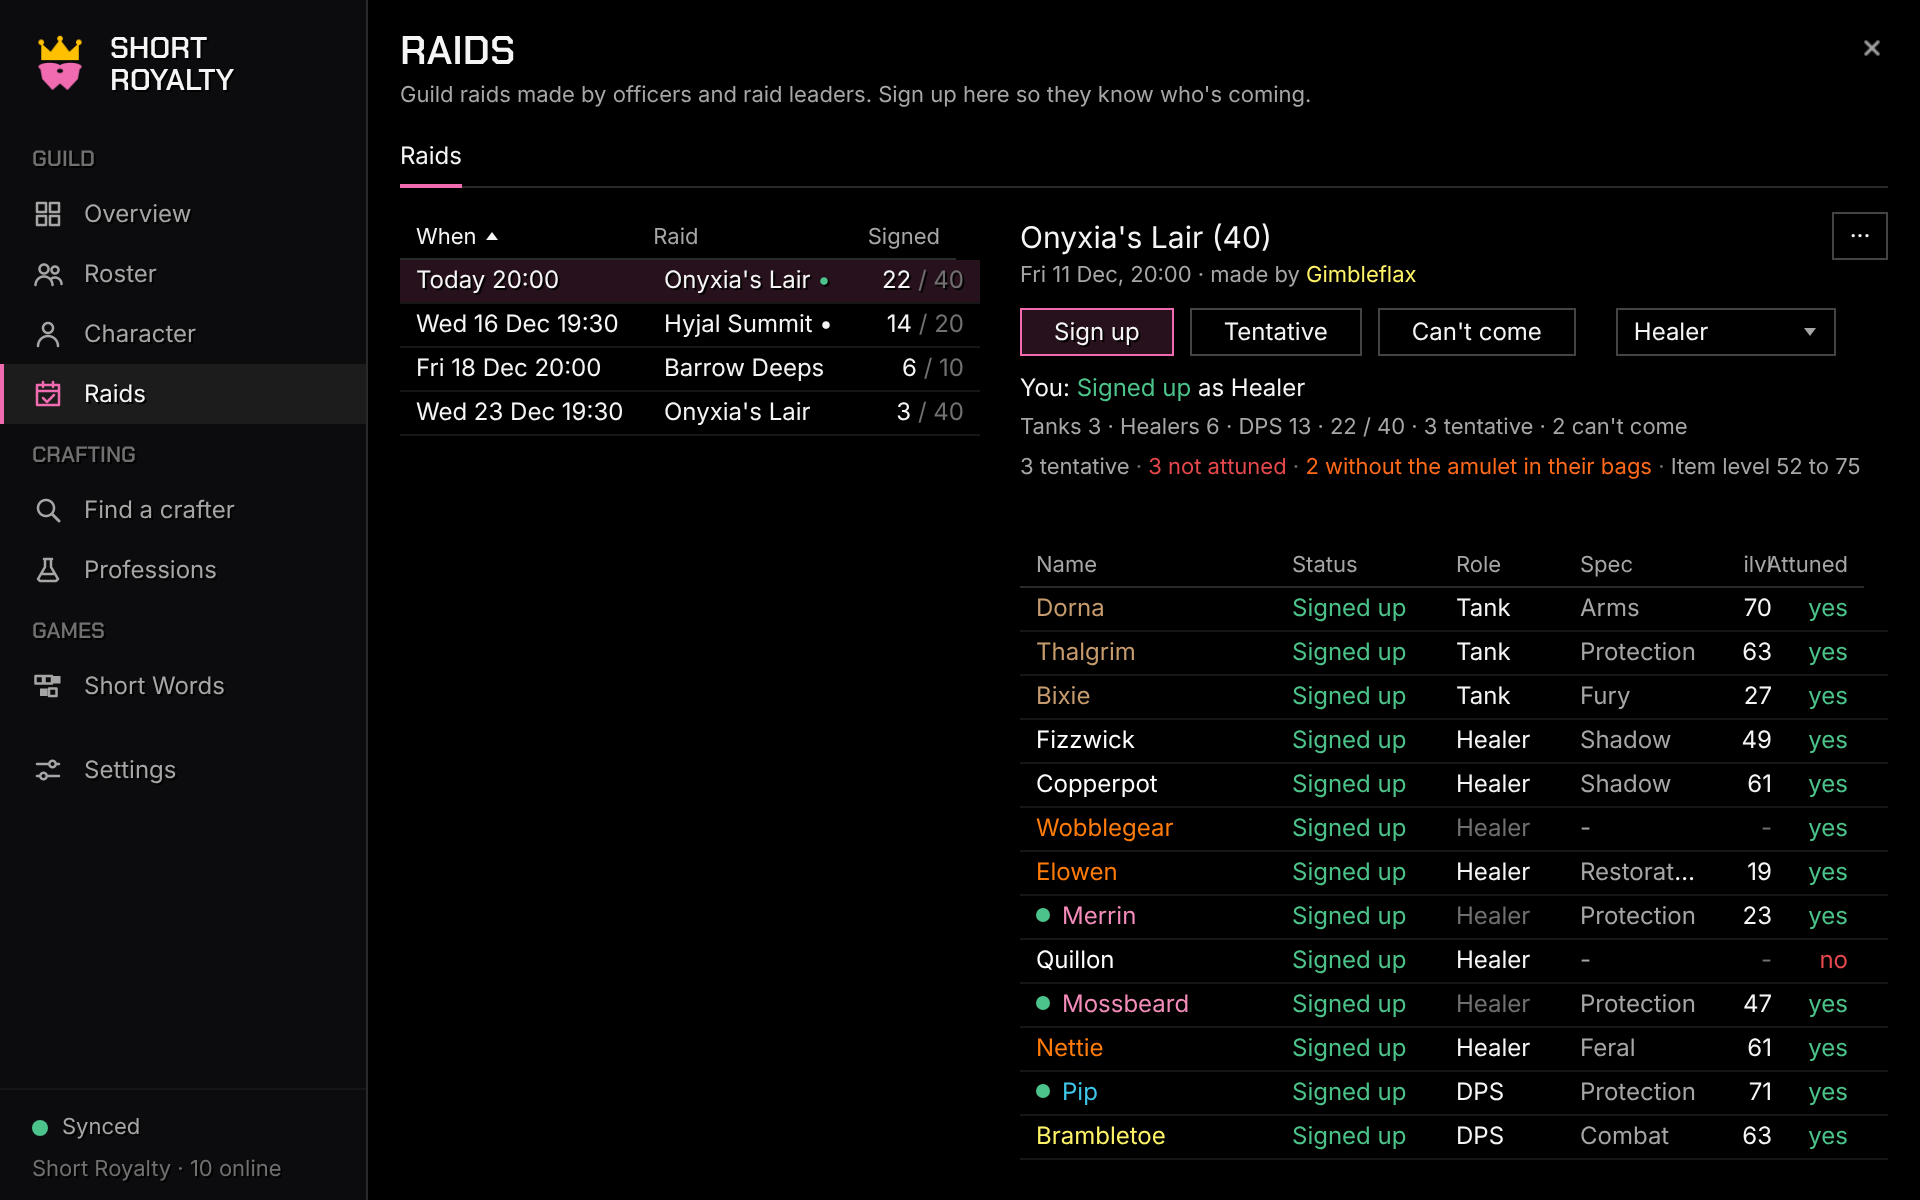 SHORT
ROYALTY
GUILD
Overview
Roster
Character
Raids
CRAFTING
Find a crafter
Professions
GAMES
Short Words
Settings
Synced
Short Royalty · 10 online
RAIDS
Guild raids made by officers and raid leaders. Sign up here so they know who's coming.
Raids
When Raid Signed
Today 20:00 Onyxia's Lair 22 / 40
Wed 16 Dec 19:30 Hyjal Summit 14 / 20
Fri 18 Dec 20:00 Barrow Deeps 6 / 10
Wed 23 Dec 19:30 Onyxia's Lair 3 / 40
Onyxia's Lair (40)
...
Fri 11 Dec, 20:00 · made by Gimbleflax
Sign up Tentative Can't come Healer
You: Signed up as Healer
Tanks 3 · Healers 6 · DPS 13 · 22 / 40 · 3 tentative · 2 can't come
3 tentative · 3 not attuned · 2 without the amulet in their bags · Item level 52 to 75
Name Status Role Spec ilvl Attuned
Dorna Signed up Tank Arms 70 yes
Thalgrim Signed up Tank Protection 63 yes
Bixie Signed up Tank Fury 27 yes
Fizzwick Signed up Healer Shadow 49 yes
Copperpot Signed up Healer Shadow 61 yes
Wobblegear Signed up Healer - - yes
Elowen Signed up Healer Restorat... 19 yes
Merrin Signed up Healer Protection 23 yes
Quillon Signed up Healer - - no
Mossbeard Signed up Healer Protection 47 yes
Nettie Signed up Healer Feral 61 yes
Pip Signed up DPS Protection 71 yes
Brambletoe Signed up DPS Combat 63 yes